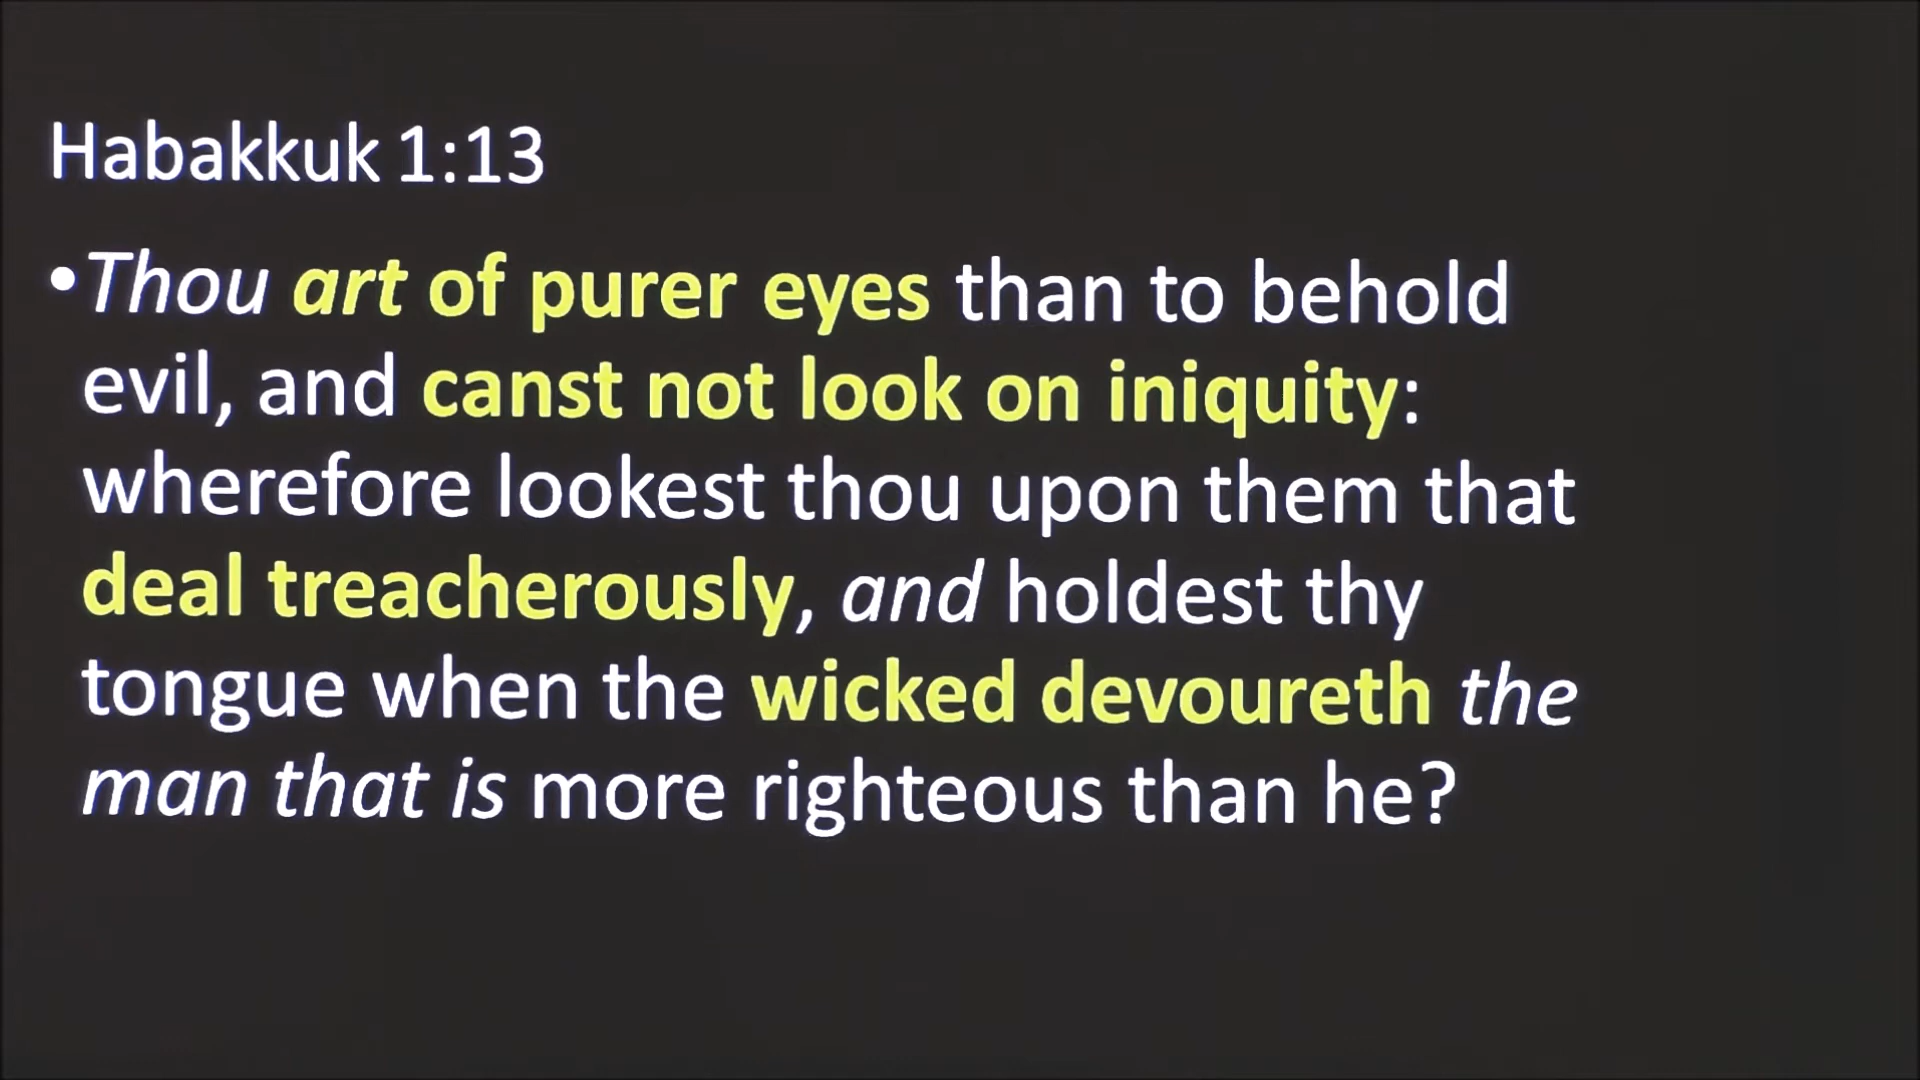 Habakkuk 1:13
•Thou art of purer eyes than to behold
evil, and canst not look on iniquity:
wherefore lookest thou upon them that
deal treacherously, and holdest thy
tongue when the wicked devoureth the
man that is more righteous than he?